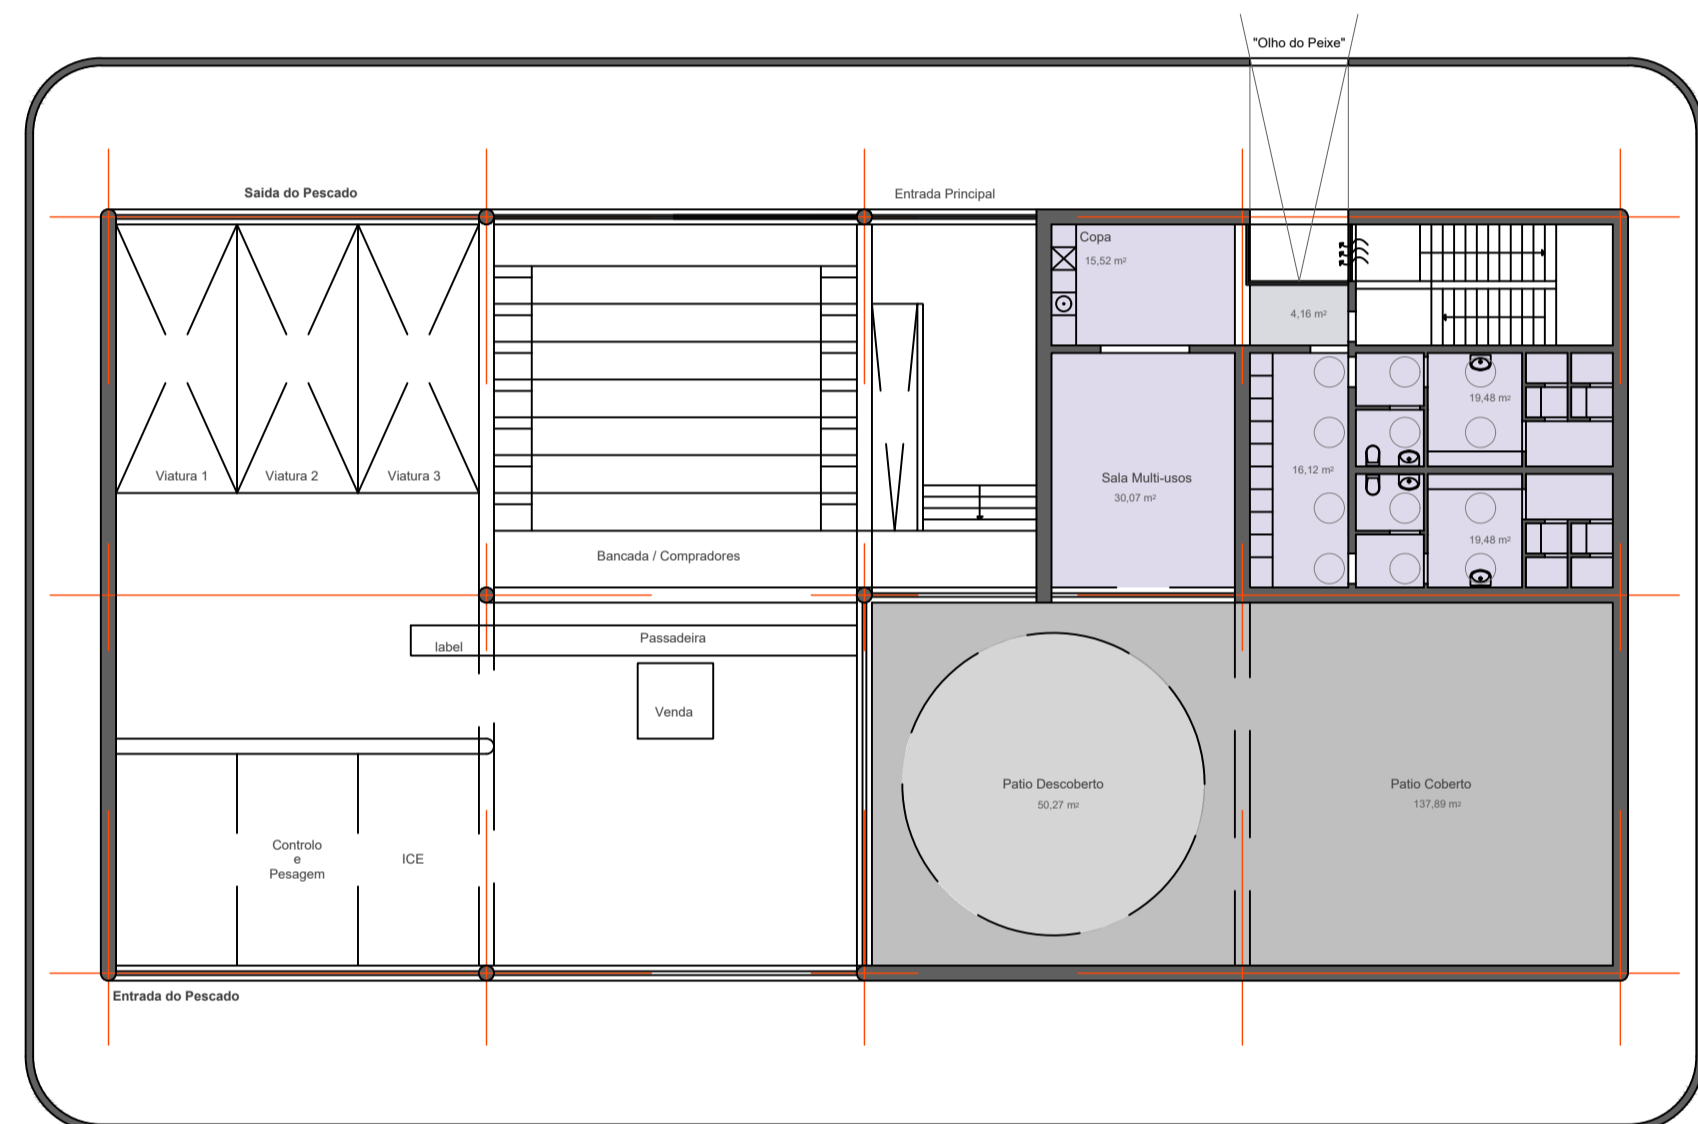 "Olho do Peixe"
Saida do Pescado
Entrada Principal
Copa
15,52 m²
4,16 m²
19,48 m²
Viatura 1
Viatura 2
Viatura 3
Sala Multi-usos
30,07 m²
16,12 m²
19,48 m²
Bancada / Compradores
label
Passadeira
Venda
Patio Descoberto
50,27 m²
Patio Coberto
137,89 m²
Controlo
e
Pesagem
ICE
Entrada do Pescado